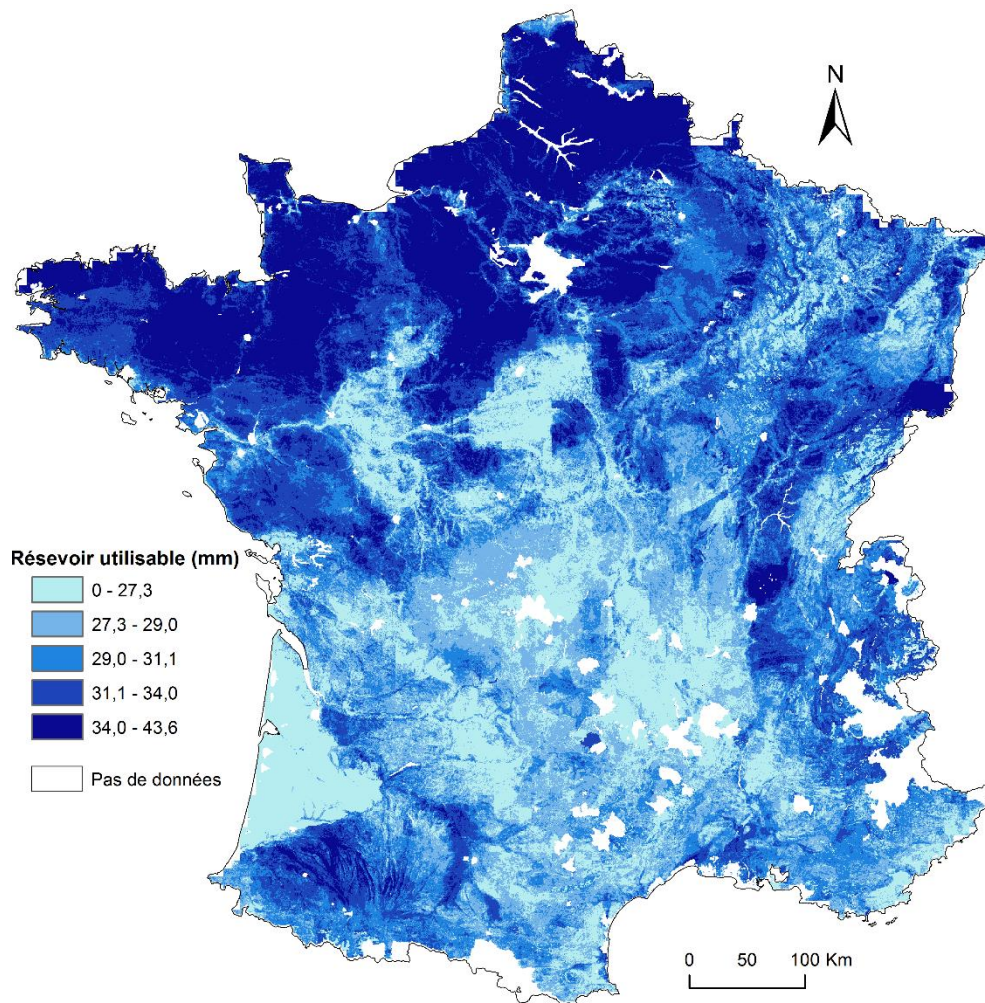 N
Résevoir utilisable (mm)
0 - 27,3
27,3 - 29,0
29,0 - 31,1
31,1 - 34,0
34,0 - 43,6
Pas de données
0 50 100 Km